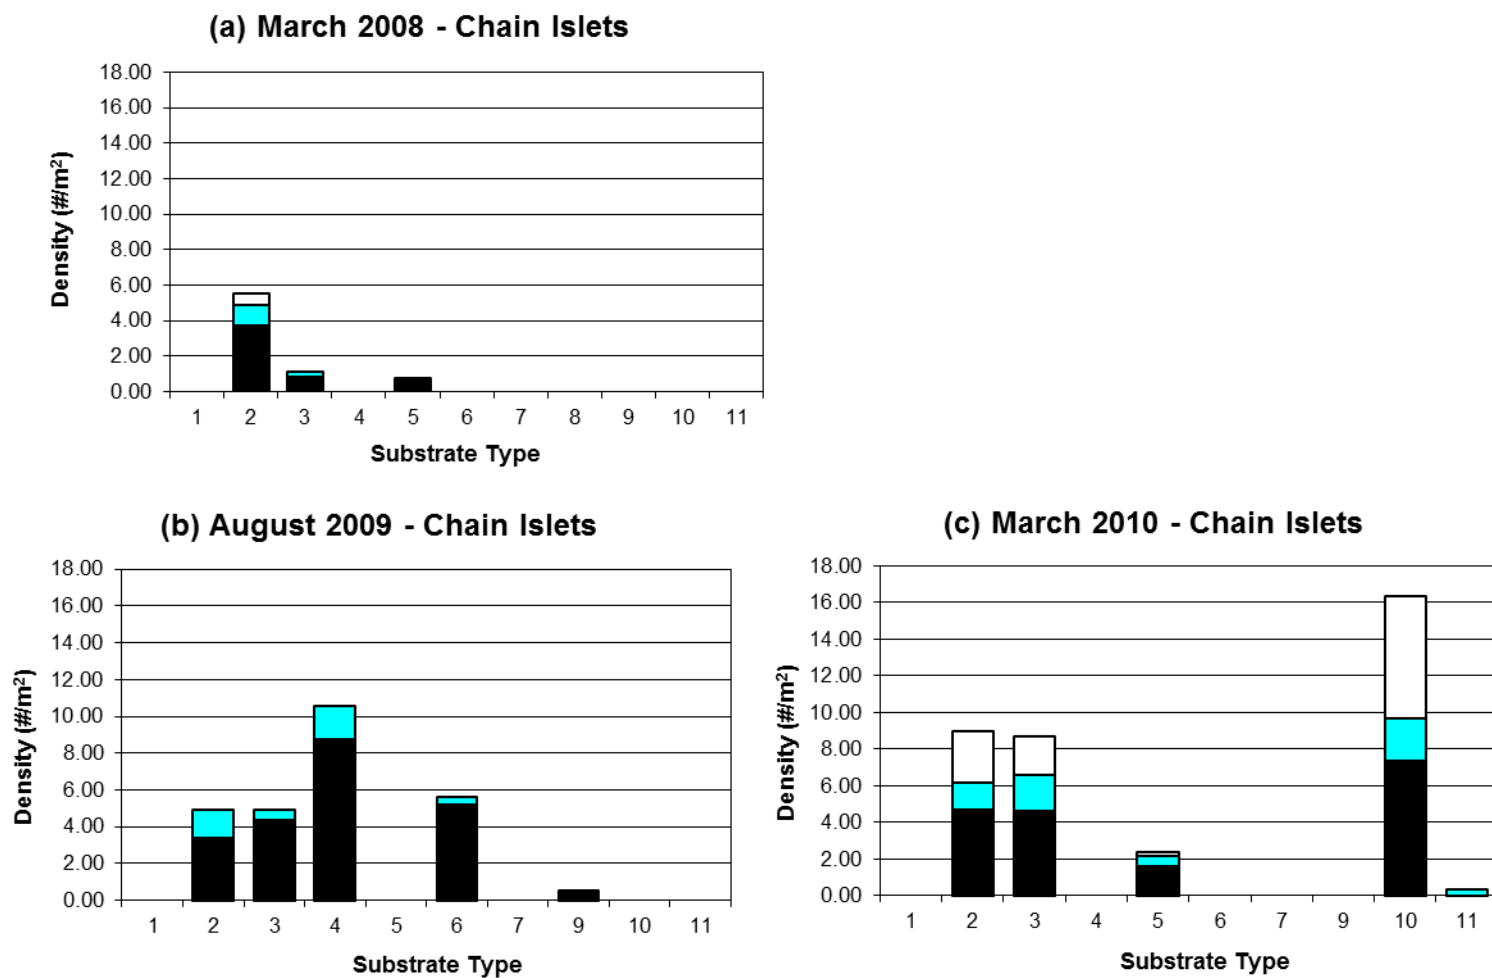 (a) March 2008 - Chain Islets
18.00
16.00
14.00
12.00
10.00
8.00
6.00
4.00
2.00
0.00
Density (#/m²)
1 2 3 4 5 6 7 8 9 10 11
Substrate Type
(b) August 2009 - Chain Islets
18.00
16.00
14.00
12.00
10.00
8.00
6.00
4.00
2.00
0.00
Density (#/m²)
1 2 3 4 5 6 7 9 10 11
Substrate Type
(c) March 2010 - Chain Islets
18.00
16.00
14.00
12.00
10.00
8.00
6.00
4.00
2.00
0.00
Density (#/m²)
1 2 3 4 5 6 7 9 10 11
Substrate Type